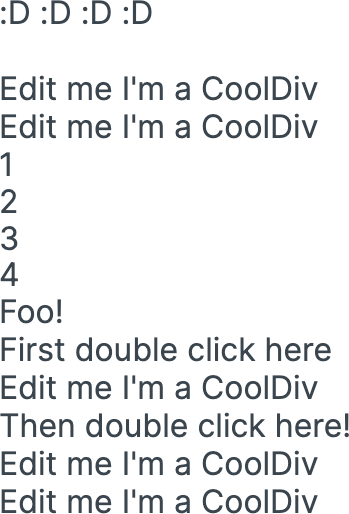 :D :D :D :D
Edit me I'm a CoolDiv
Edit me I'm a CoolDiv
1
2
3
4
Foo!
First double click here
Edit me I'm a CoolDiv
Then double click here!
Edit me I'm a CoolDiv
Edit me I'm a CoolDiv